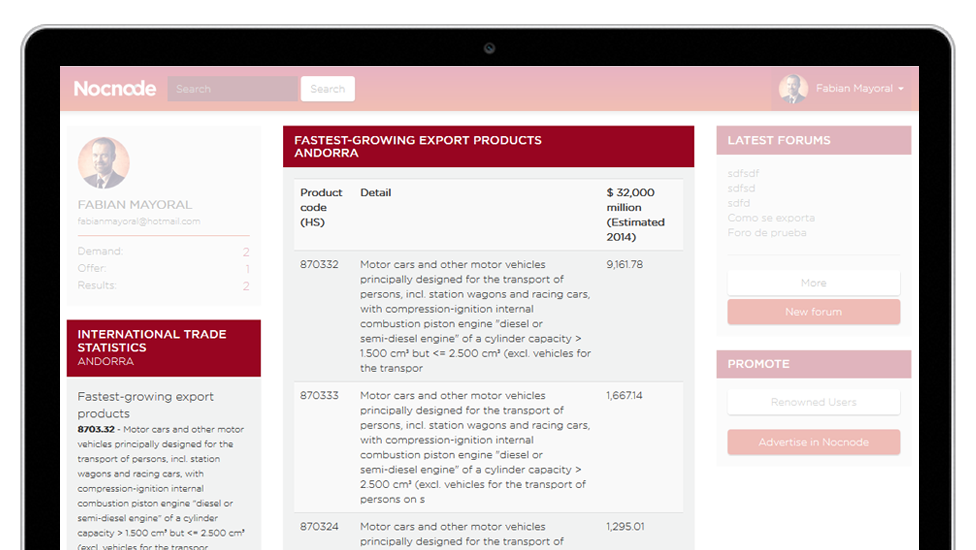 Nocnode
Search
Search
Fabian Mayoral
FABIAN MAYORAL
fabianmayoral@hotmail.com
Demand: 2
Offer: 1
Results: 2
INTERNATIONAL TRADE
STATISTICS
ANDORRA
Fastest-growing export
products
8703.32 - Motor cars and other motor
vehicles principally designed for the
transport of persons, incl. station
wagons and racing cars, with
compression-ignition internal
combustion piston engine "diesel or
semi-diesel engine" of a cylinder
capacity > 1.500 cm³ but <= 2.500 cm³
(excl. vehicles for the transpor
FASTEST-GROWING EXPORT PRODUCTS
ANDORRA
Product
code
(HS)
Detail
$ 32,000
million
(Estimated
2014)
870332
Motor cars and other motor vehicles
principally designed for the transport of
persons, incl. station wagons and racing cars,
with compression-ignition internal
combustion piston engine "diesel or
semi-diesel engine" of a cylinder capacity >
1.500 cm³ but <= 2.500 cm³ (excl. vehicles for
the transpor
9,161.78
870333
Motor cars and other motor vehicles
principally designed for the transport of
persons, incl. station wagons and racing cars,
with compression-ignition internal
combustion piston engine "diesel or
semi-diesel engine" of a cylinder capacity >
2.500 cm³ (excl. vehicles for the transport of
persons on s
1,667.14
870324
Motor cars and other motor vehicles
principally designed for the transport of
1,295.01
LATEST FORUMS
sdfsdf
sdfsd
sdfd
Como se exporta
Foro de prueba
More
New forum
PROMOTE
Renowned Users
Advertise in Nocnode